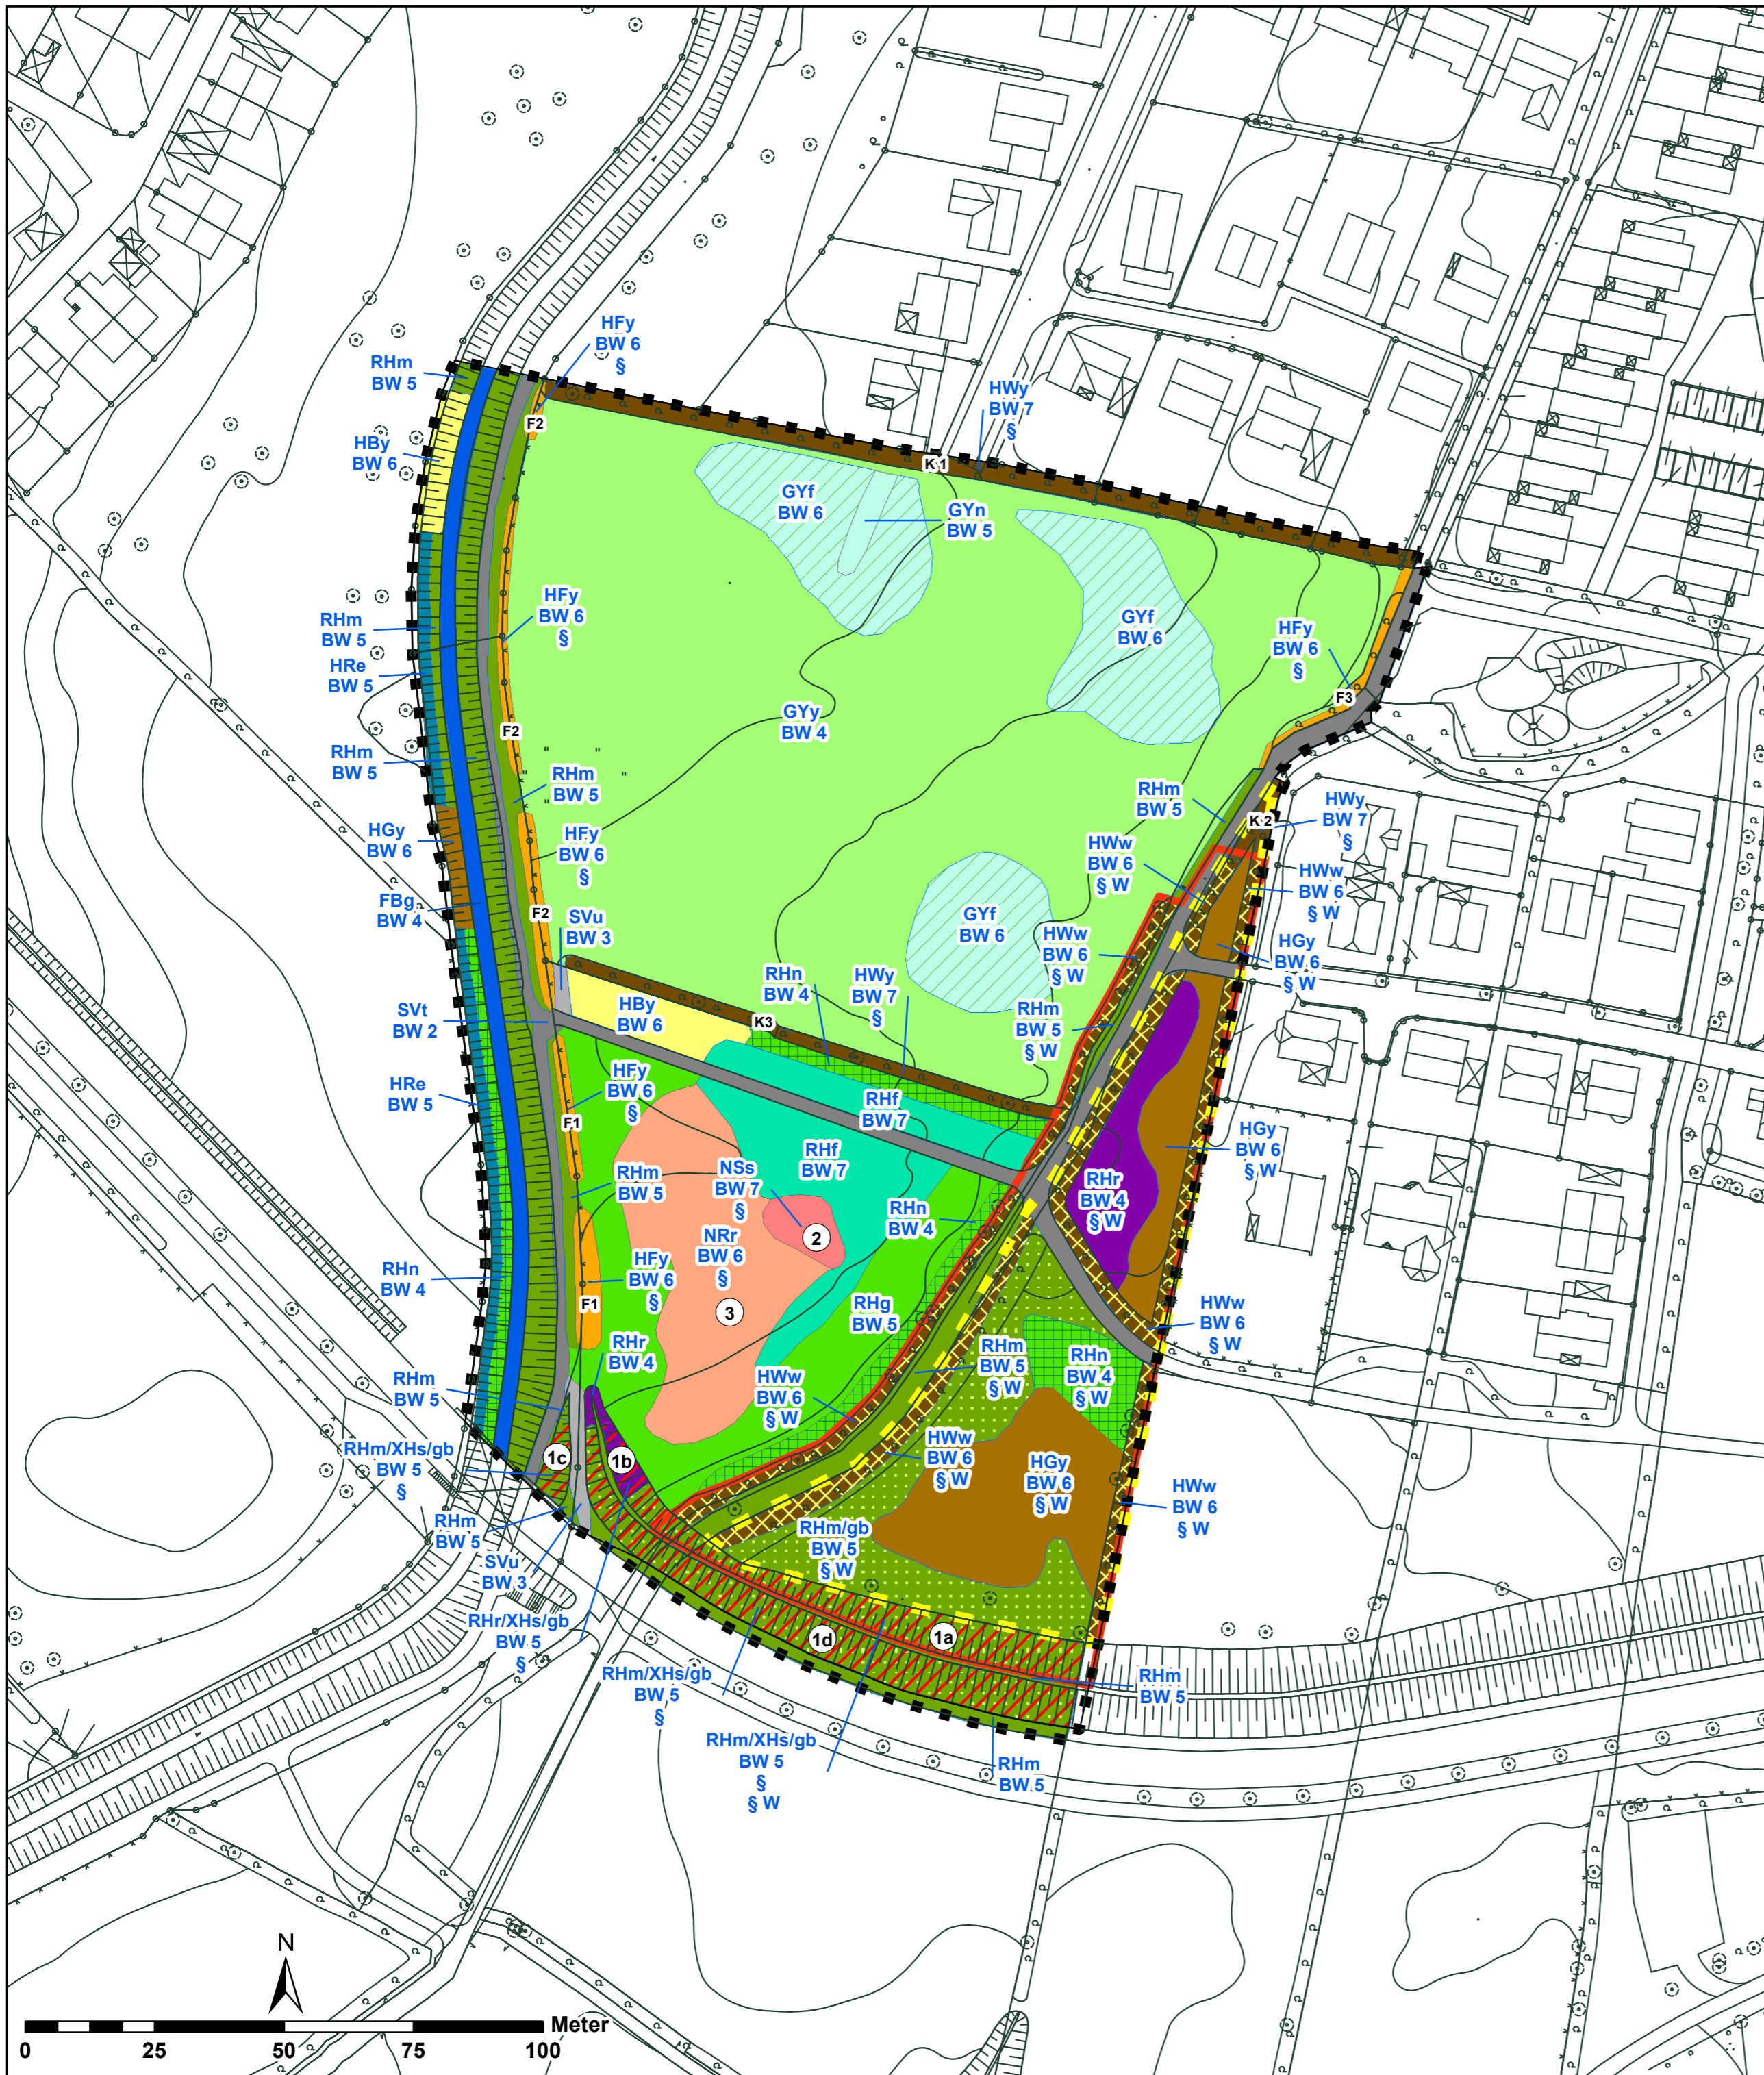 HFy
BW 6
§
RHm
BW 5
F2
HWy
BW 7
§
HBy
BW 6
K 1
GYf
BW 6
GYn
BW 5
HFy
BW 6
§
RHm
BW 5
GYf
BW 6
HFy
BW 6
§
HRe
BW 5
F3
GYy
BW 4
F2
RHm
BW 5
RHm
BW 5
RHm
BW 5
HWy
BW 7
§
K 2
HGy
BW 6
HFy
BW 6
§
HWw
BW 6
§ W
HWw
BW 6
§ W
FBg
BW 4
F2
SVu
BW 3
GYf
BW 6
HWw
BW 6
§ W
HGy
BW 6
§ W
RHn
BW 4
HWy
BW 7
§
SVt
BW 2
HBy
BW 6
K3
RHm
BW 5
§ W
HRe
BW 5
HFy
BW 6
§
RHf
BW 7
F1
HGy
BW 6
§ W
RHf
BW 7
RHm
BW 5
NSs
BW 7
§
RHr
BW 4
§ W
RHn
BW 4
2
NRr
BW 6
§
RHn
BW 4
HFy
BW 6
§
F1
3
RHg
BW 5
HWw
BW 6
§ W
RHr
BW 4
RHm
BW 5
§ W
RHn
BW 4
§ W
RHm
BW 5
HWw
BW 6
§ W
RHm/XHs/gb
BW 5
§
1c
1b
HWw
BW 6
§ W
HGy
BW 6
§ W
HWw
BW 6
§ W
RHm
BW 5
RHm/gb
BW 5
§ W
SVu
BW 3
RHr/XHs/gb
BW 5
§
1d
1a
RHm/XHs/gb
BW 5
§
RHm
BW 5
RHm/XHs/gb
BW 5
§
§ W
RHm
BW 5
N
Meter
0 25 50 75 100